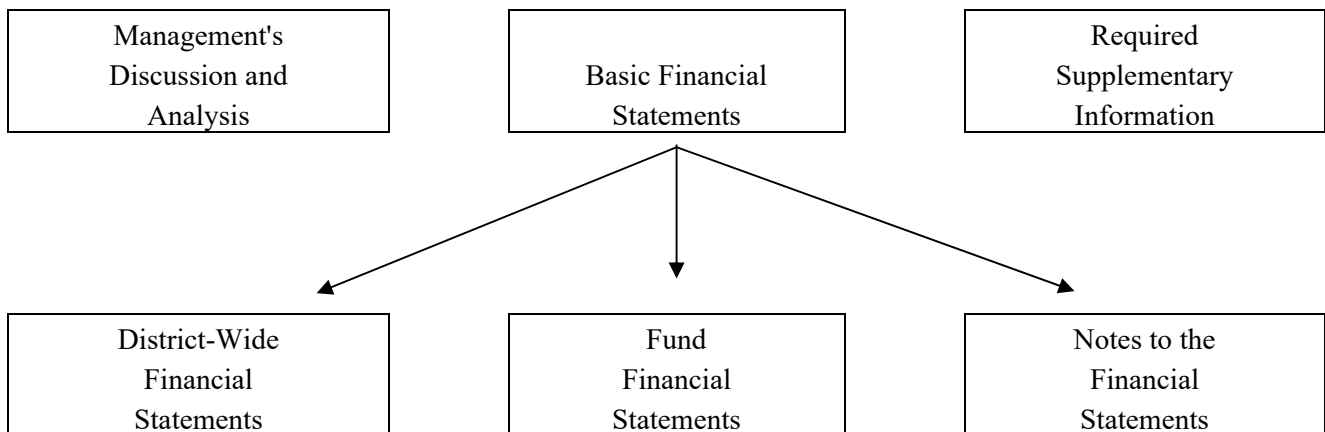 Management's
Discussion and
Analysis
Basic Financial
Statements
Required
Supplementary
Information
District-Wide
Financial
Statements
Fund
Financial
Statements
Notes to the
Financial
Statements